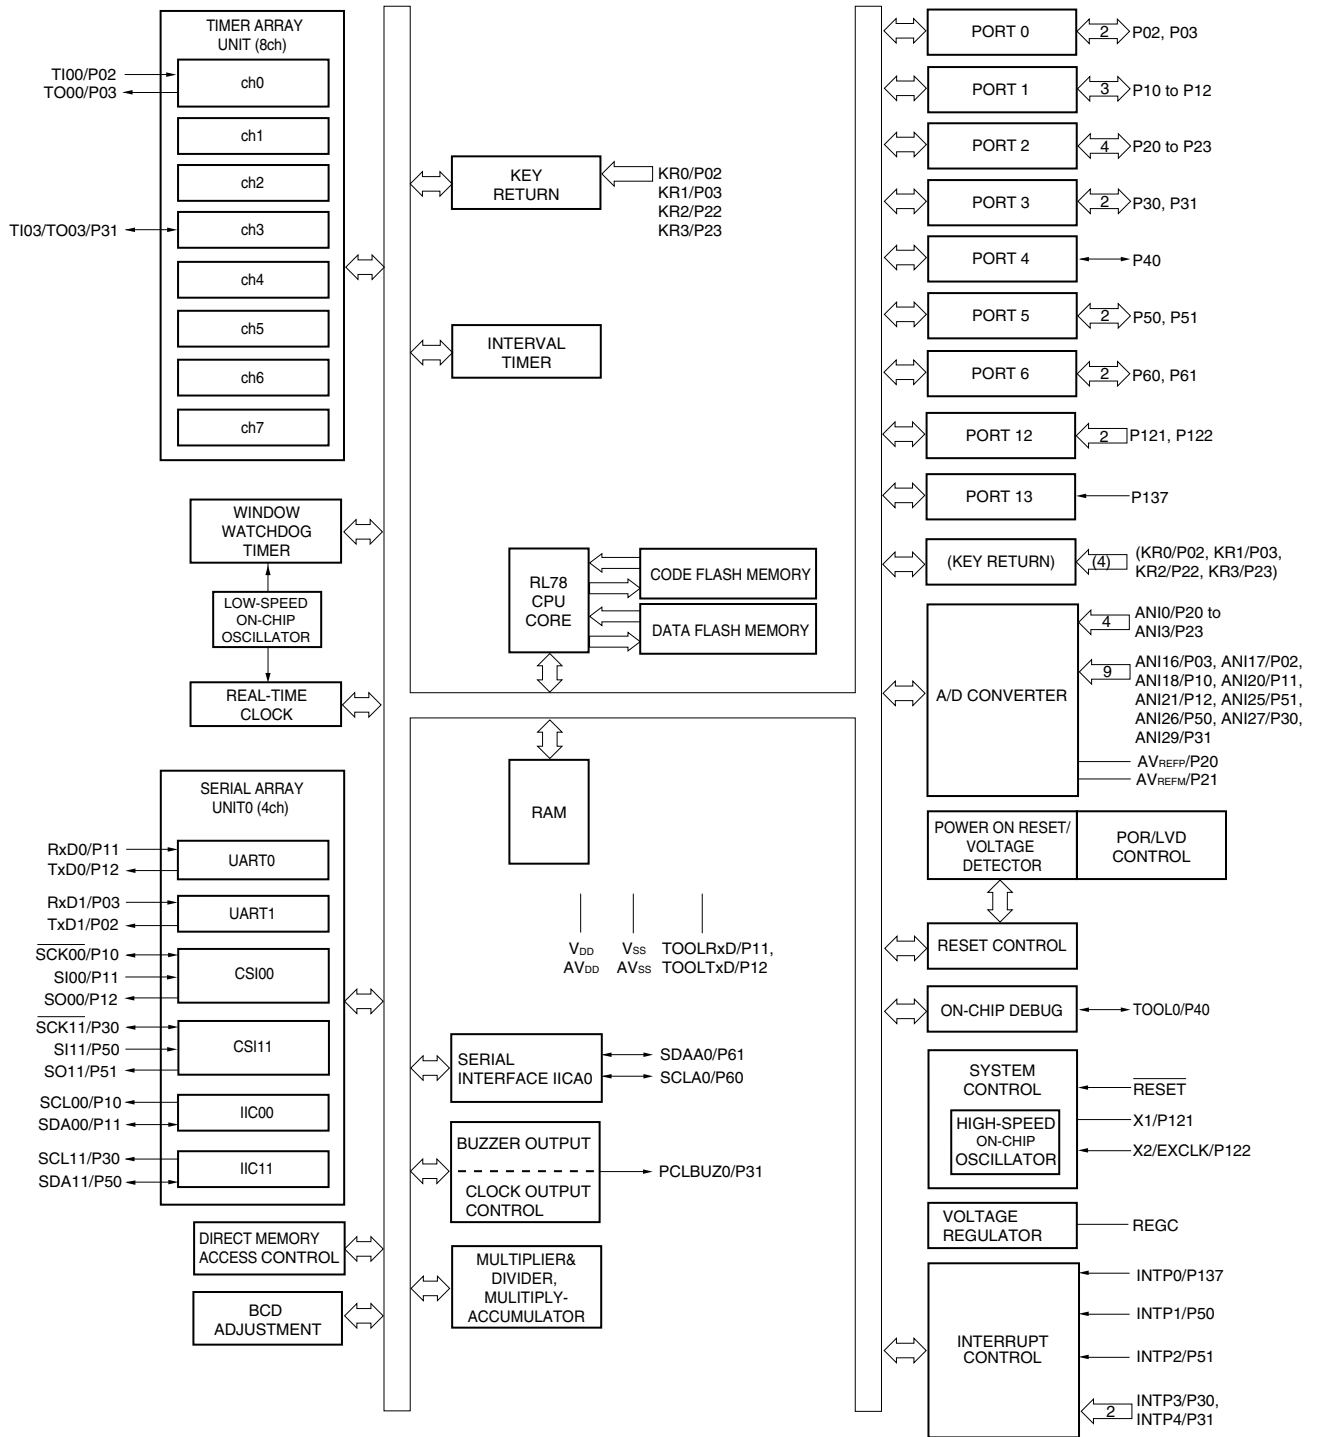 TIMER ARRAY
UNIT (8ch)
TI00/P02
TO00/P03
ch0
ch1
ch2
TI03/TO03/P31
ch3
ch4
ch5
ch6
ch7
WINDOW
WATCHDOG
TIMER
LOW-SPEED
ON-CHIP
OSCILLATOR
REAL-TIME
CLOCK
SERIAL ARRAY
UNIT0 (4ch)
RxD0/P11
TxD0/P12
UART0
RxD1/P03
TxD1/P02
UART1
SCK00/P10
SI00/P11
SO00/P12
CSI00
SCK11/P30
SI11/P50
SO11/P51
CSI11
SCL00/P10
SDA00/P11
IIC00
SCL11/P30
SDA11/P50
IIC11
DIRECT MEMORY
ACCESS CONTROL
BCD
ADJUSTMENT
KEY
RETURN
KR0/P02
KR1/P03
KR2/P22
KR3/P23
INTERVAL
TIMER
RL78
CPU
CORE
CODE FLASH MEMORY
DATA FLASH MEMORY
RAM
VDD
AVDD
VSS
AVSS
TOOLRxD/P11,
TOOLTxD/P12
SERIAL
INTERFACE IICA0
SDAA0/P61
SCLA0/P60
BUZZER OUTPUT
CLOCK OUTPUT
CONTROL
PCLBUZ0/P31
MULTIPLIER&
DIVIDER,
MULITIPLY-
ACCUMULATOR
PORT 0
2
P02, P03
PORT 1
3
P10 to P12
PORT 2
4
P20 to P23
PORT 3
2
P30, P31
PORT 4
P40
PORT 5
2
P50, P51
PORT 6
2
P60, P61
PORT 12
2
P121, P122
PORT 13
P137
(KEY RETURN)
(4)
(KR0/P02, KR1/P03,
KR2/P22, KR3/P23)
A/D CONVERTER
4
ANI0/P20 to
ANI3/P23
9
ANI16/P03, ANI17/P02,
ANI18/P10, ANI20/P11,
ANI21/P12, ANI25/P51,
ANI26/P50, ANI27/P30,
ANI29/P31
AVREFP/P20
AVREFM/P21
POWER ON RESET/
VOLTAGE
DETECTOR
POR/LVD
CONTROL
RESET CONTROL
ON-CHIP DEBUG
TOOL0/P40
SYSTEM
CONTROL
HIGH-SPEED
ON-CHIP
OSCILLATOR
RESET
X1/P121
X2/EXCLK/P122
VOLTAGE
REGULATOR
REGC
INTERRUPT
CONTROL
INTP0/P137
INTP1/P50
INTP2/P51
2
INTP3/P30,
INTP4/P31